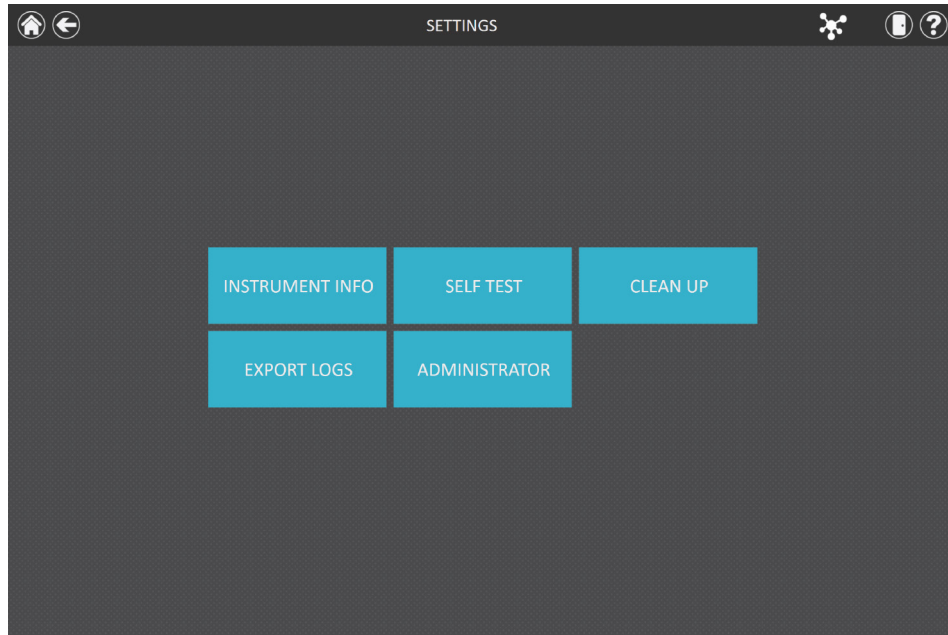 SETTINGS
?
INSTRUMENT INFO
SELF TEST
CLEAN UP
EXPORT LOGS
ADMINISTRATOR